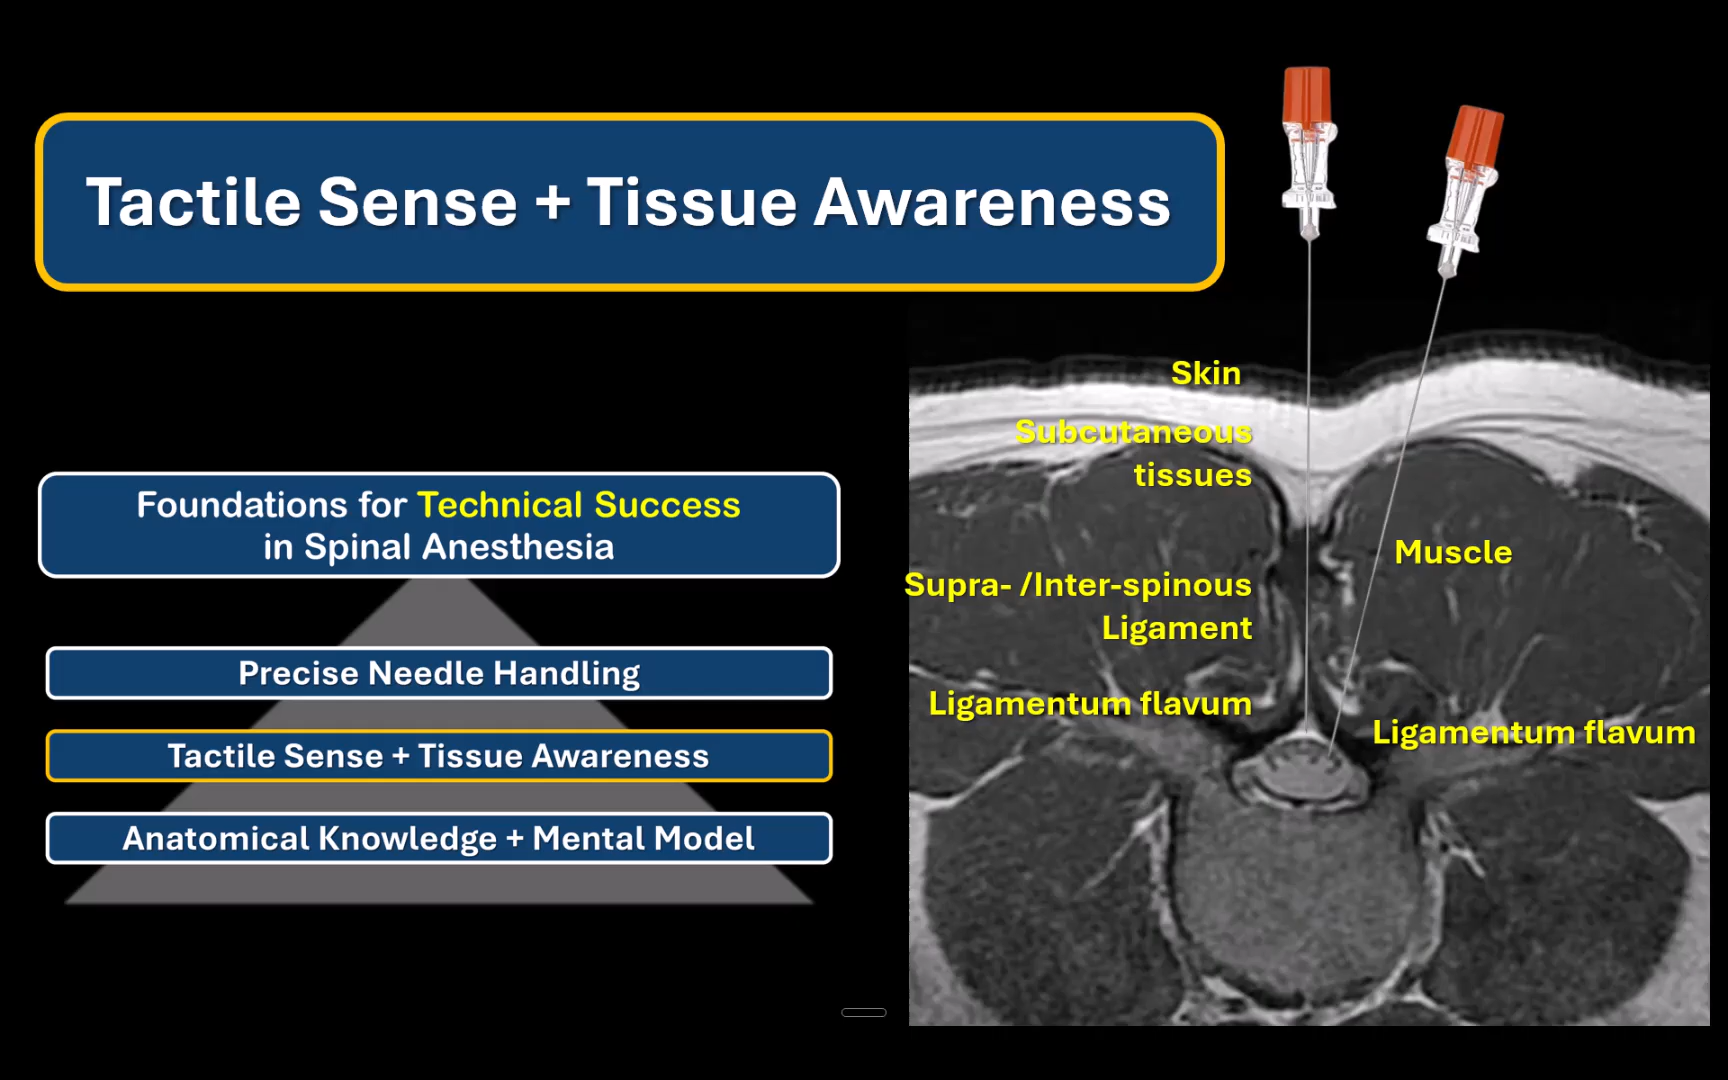 Tactile Sense + Tissue Awareness
Foundations for Technical Success
in Spinal Anesthesia
Precise Needle Handling
Tactile Sense + Tissue Awareness
Anatomical Knowledge + Mental Model
Skin
Subcutaneous
tissues
Muscle
Supra- /Inter-spinous
Ligament
Ligamentum flavum
Ligamentum flavum